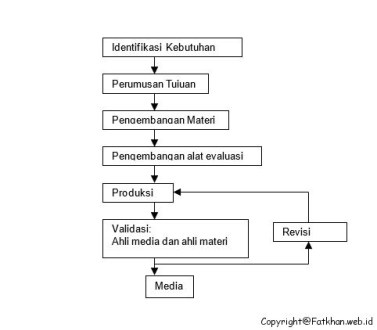 Identifikasi Kebutuhan
Perumusan Tujuan
Pengembangan Materi
Pengembangan alat evaluasi
Produksi
Validasi:
Ahli media dan ahli materi
Revisi
Media
Copyright@Fatkhan.web.id